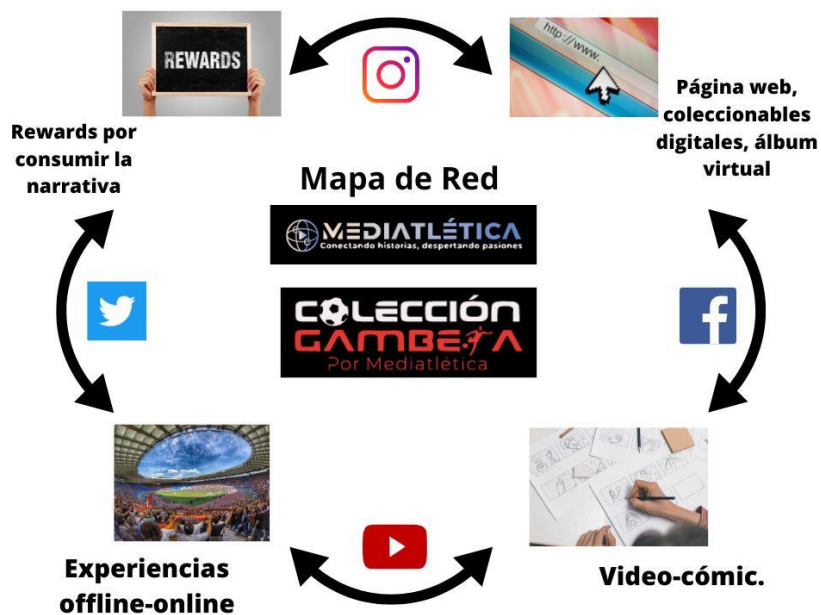 REWARDS
http://www.
Página web,
coleccionables
digitales, álbum
virtual
Rewards por
consumir la
narrativa
Mapa de Red
MEDIATLÉTICA
Conectando historias, despertando pasiones
COLECCIÓN
GAMBETA
Por Mediatlética
Experiencias
offline-online
Video-cómic.